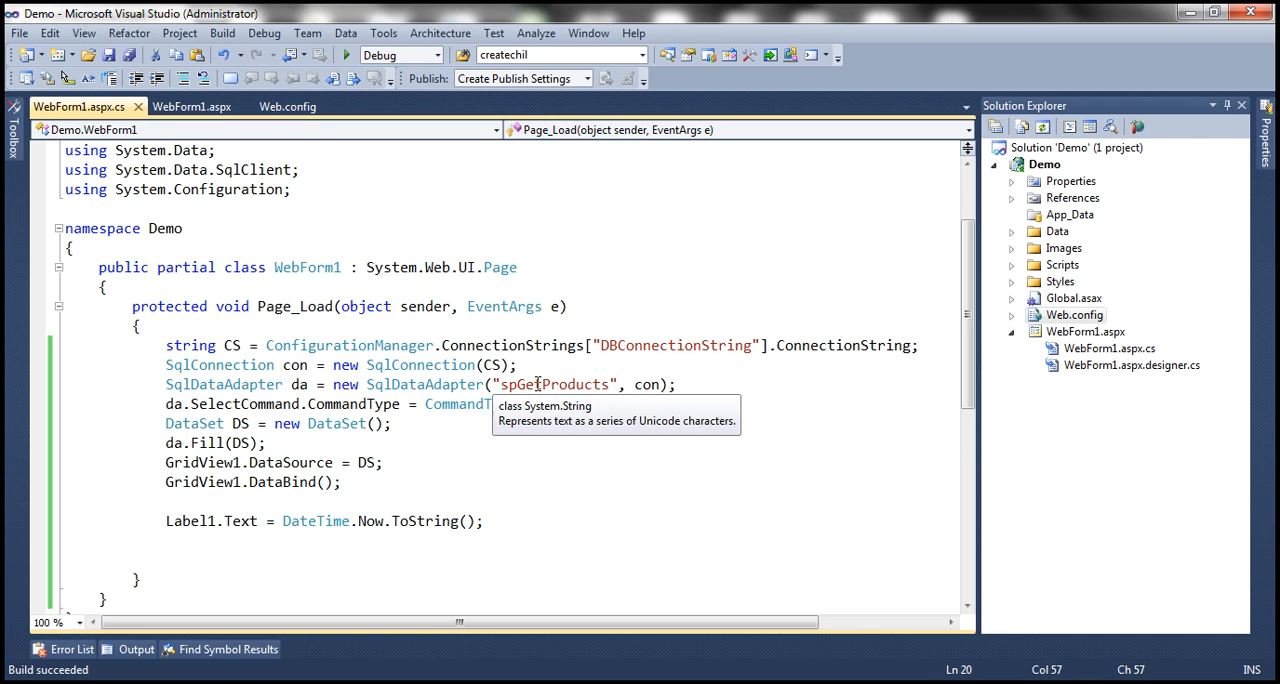 Demo - Microsoft Visual Studio (Administrator)
File Edit View Refactor Project Build Debug Team Data Tools Architecture Test Analyze Window Help
Debug createchil
Publish: Create Publish Settings
WebForm1.aspx.cs WebForm1.aspx Web.config
Demo.WebForm1 Page_Load(object sender, EventArgs e)
using System.Data;
using System.Data.SqlClient;
using System.Configuration;
namespace Demo
{
public partial class WebForm1 : System.Web.UI.Page
{
protected void Page_Load(object sender, EventArgs e)
{
string CS = ConfigurationManager.ConnectionStrings["DBConnectionString"].ConnectionString;
SqlConnection con = new SqlConnection(CS);
SqlDataAdapter da = new SqlDataAdapter("spGetProducts", con);
da.SelectCommand.CommandType = CommandT
class System.String
Represents text as a series of Unicode characters.
DataSet DS = new DataSet();
da.Fill(DS);
GridView1.DataSource = DS;
GridView1.DataBind();
Label1.Text = DateTime.Now.ToString();
}
}
100 %
Toolbox
Solution Explorer
Solution 'Demo' (1 project)
Demo
Properties
References
App_Data
Data
Images
Scripts
Styles
Global.asax
Web.config
WebForm1.aspx
WebForm1.aspx.cs
WebForm1.aspx.designer.cs
Properties
Error List Output Find Symbol Results
Build succeeded Ln 20 Col 57 Ch 57 INS